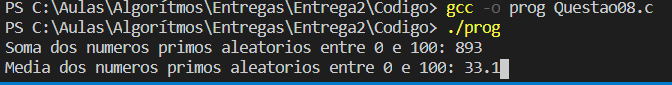 PS C:\Aulas\Algorítmos\Entregas\Entrega2\Codigo> gcc -o prog Questao08.c
PS C:\Aulas\Algorítmos\Entregas\Entrega2\Codigo> ./prog
Soma dos numeros primos aleatorios entre 0 e 100: 893
Media dos numeros primos aleatorios entre 0 e 100: 33.1